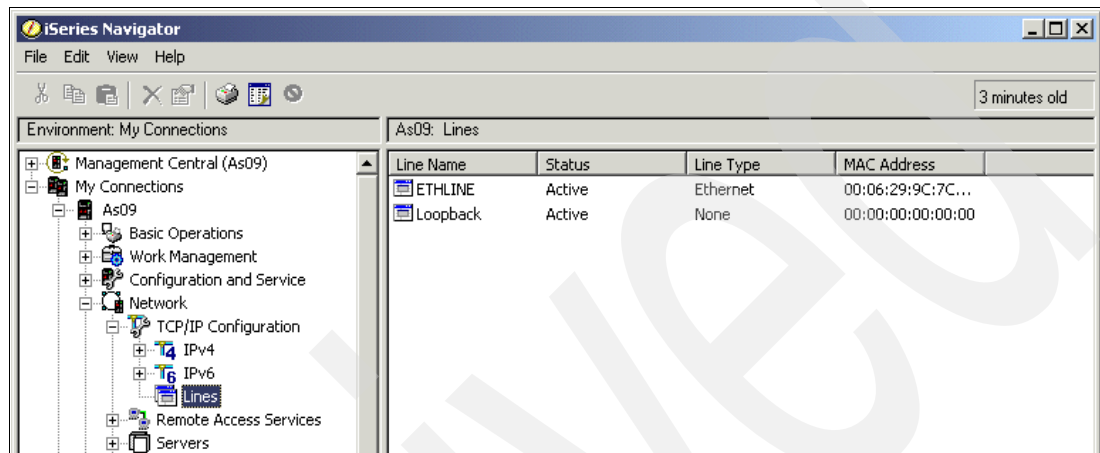 iSeries Navigator
File Edit View Help
3 minutes old
Environment: My Connections
As09: Lines
Management Central (As09)
My Connections
As09
Basic Operations
Work Management
Configuration and Service
Network
TCP/IP Configuration
IPv4
IPv6
Lines
Remote Access Services
Servers
Line Name Status Line Type MAC Address
ETHLINE Active Ethernet 00:06:29:9C:7C...
Loopback Active None 00:00:00:00:00:00